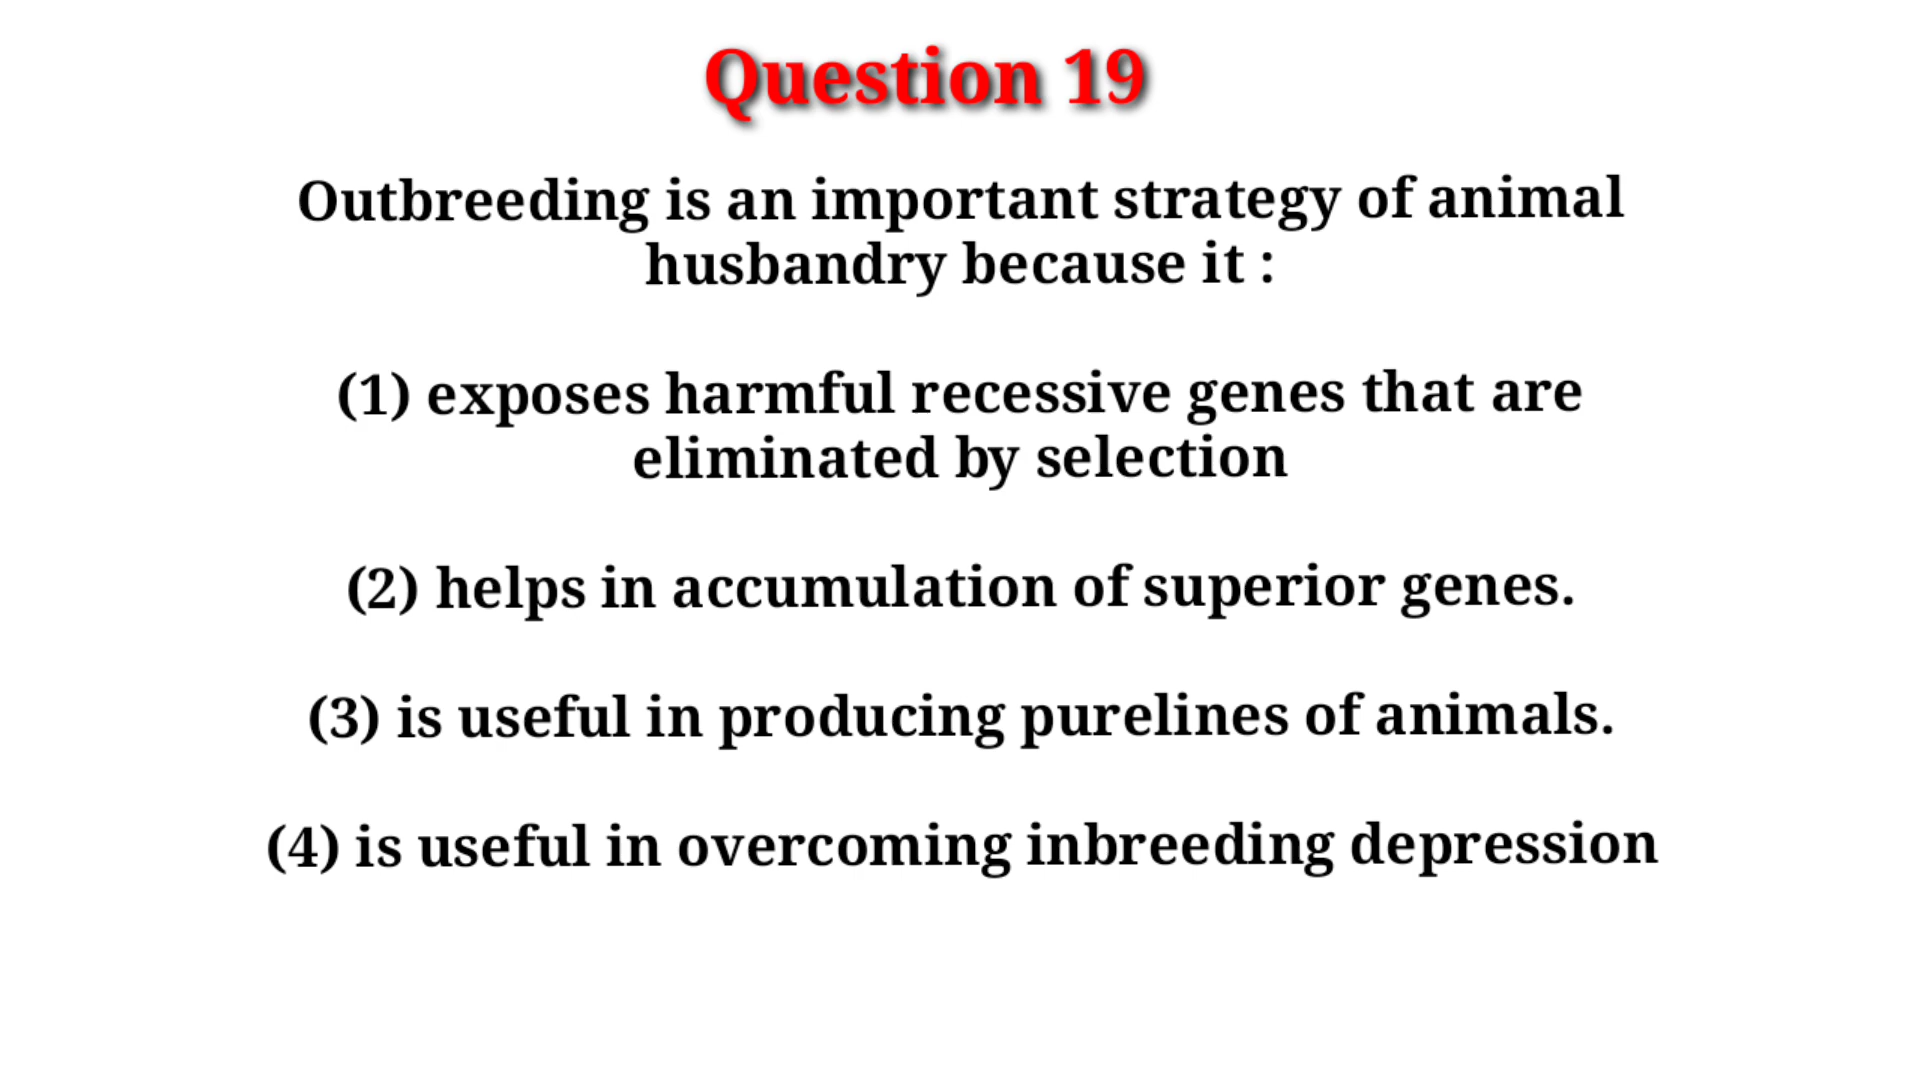 Question 19
Outbreeding is an important strategy of animal
husbandry because it :
(1) exposes harmful recessive genes that are
eliminated by selection
(2) helps in accumulation of superior genes.
(3) is useful in producing purelines of animals.
(4) is useful in overcoming inbreeding depression